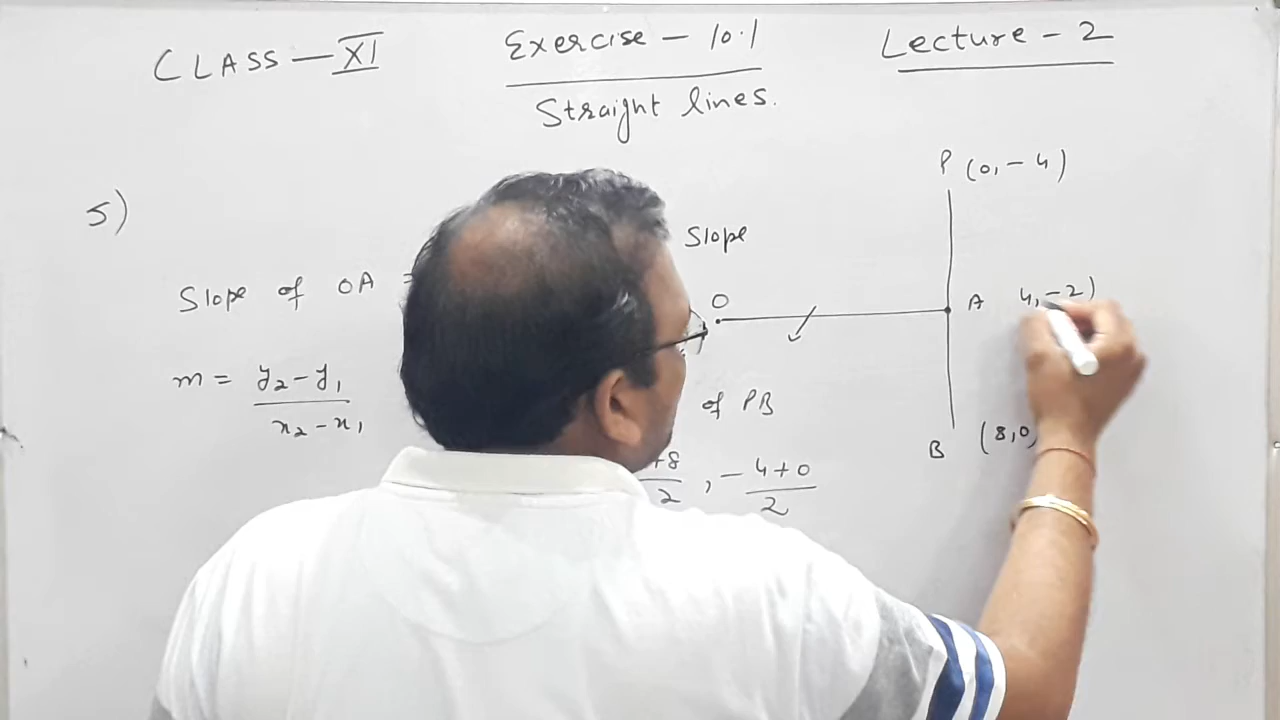 CLASS — XI
Exercise - 10.1
Lecture - 2
Straight lines.
P (0, - 4)
5)
Slope
Slope of OA =
O
A 4, -2)
m = y₂ - y₁
x₂ - x₁
of PB
B (8,0
+8 , - 4+0
2 2